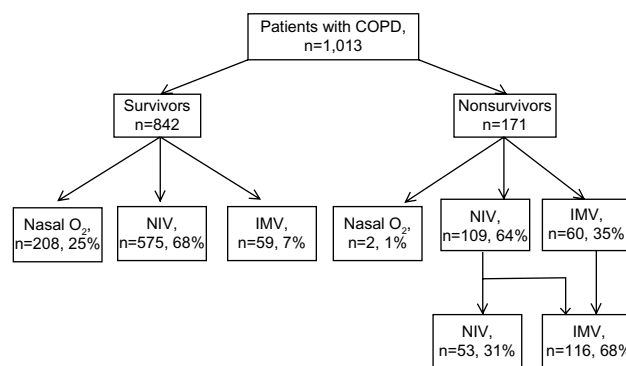 Patients with COPD,
n=1,013
Survivors
n=842
Nonsurvivors
n=171
Nasal O₂,
n=208, 25%
NIV,
n=575, 68%
IMV,
n=59, 7%
Nasal O₂,
n=2, 1%
NIV,
n=109, 64%
IMV,
n=60, 35%
NIV,
n=53, 31%
IMV,
n=116, 68%